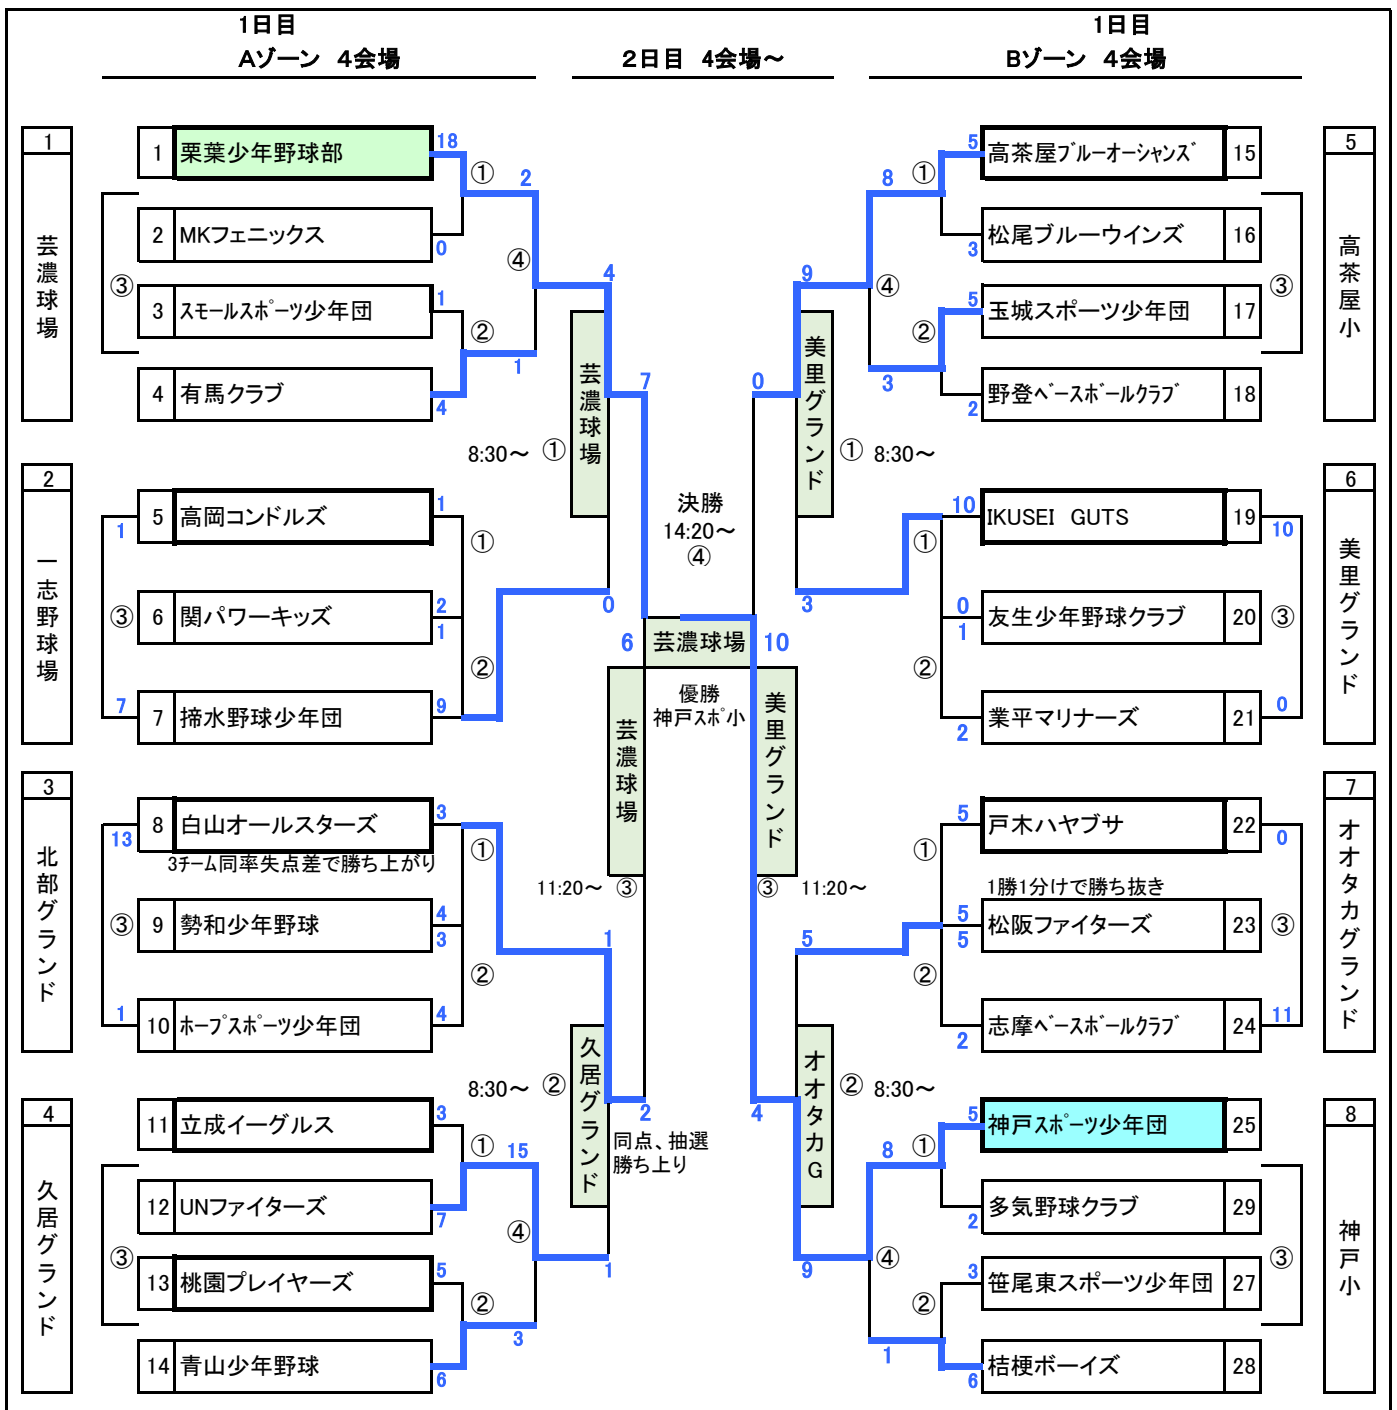 1日目
1日目
Aゾーン 4会場
2日目 4会場~
Bゾーン 4会場
1
芸濃球場
1 栗葉少年野球部 18
①
2
2 MKフェニックス 0
③
④
4
3 スモールスポーツ少年団 1
②
1
4 有馬クラブ 4
8:30~ ①
芸濃球場
7
2
一志野球場
1 5 高岡コンドルズ 1
①
③ 6 関パワーキッズ 2
1
②
0
7 7 揥水野球少年団 9
3
北部グランド
13 8 白山オールスターズ 3
3チーム同率失点差で勝ち上がり
①
③ 9 勢和少年野球 4
3
②
1
1 10 ホープスポーツ少年団 4
11:20~ ③
芸濃球場
4
久居グランド
8:30~ ②
久居グランド
2
同点、抽選
勝ち上り
11 立成イーグルス 3
①
15
12 UNファイターズ 7
③
④
1
13 桃園プレイヤーズ 5
②
3
14 青山少年野球 6
決勝
14:20~
④
6 芸濃球場 10
優勝
神戸スポ小
5
高茶屋小
5 高茶屋ブルーオーシャンズ 15
①
8
3 松尾ブルーウインズ 16
③
④
9
5 玉城スポーツ少年団 17
②
3
2 野登ベースボールクラブ 18
0
美里グランド
① 8:30~
6
美里グランド
10 IKUSEI GUTS 19 10
①
0
1 友生少年野球クラブ 20 ③
②
3
2 業平マリナーズ 21 0
7
オオタカグランド
5 戸木ハヤブサ 22 0
①
1勝1分けで勝ち抜き
5
5 松阪ファイターズ 23 ③
②
5
2 志摩ベースボールクラブ 24 11
美里グランド
③ 11:20~
8
神戸小
4
オオタカG
② 8:30~
5 神戸スポーツ少年団 25
①
8
2 多気野球クラブ 29
③
④
9
3 笹尾東スポーツ少年団 27
②
1
6 桔梗ボーイズ 28